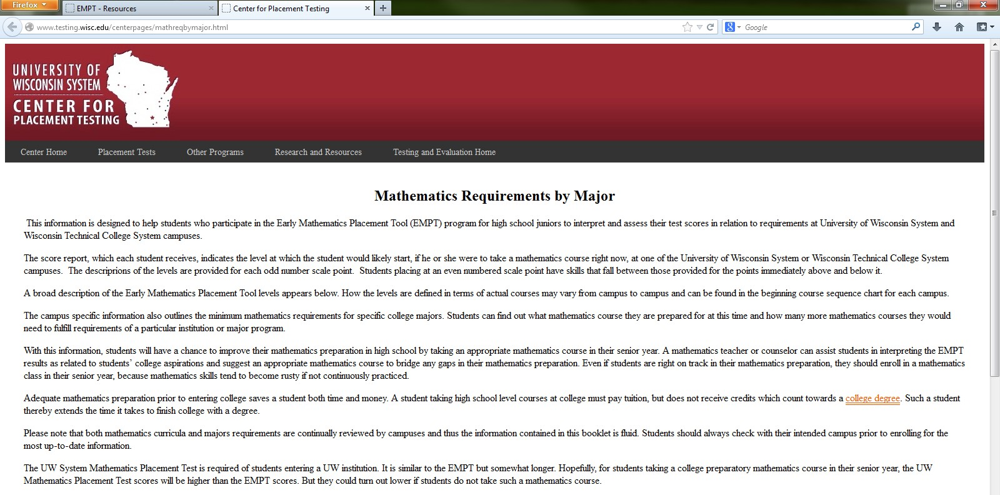 Firefox
EMPT - Resources
Center for Placement Testing
www.testing.wisc.edu/centerpages/mathreqbymajor.html
Google
UNIVERSITY OF
WISCONSIN SYSTEM
CENTER FOR
PLACEMENT TESTING
Center Home
Placement Tests
Other Programs
Research and Resources
Testing and Evaluation Home
Mathematics Requirements by Major
This information is designed to help students who participate in the Early Mathematics Placement Tool (EMPT) program for high school juniors to interpret and assess their test scores in relation to requirements at University of Wisconsin System and
Wisconsin Technical College System campuses.
The score report, which each student receives, indicates the level at which the student would likely start, if he or she were to take a mathematics course right now, at one of the University of Wisconsin System or Wisconsin Technical College System
campuses.  The descriprions of the levels are provided for each odd number scale point.  Students placing at an even numbered scale point have skills that fall between those provided for the points immediately above and below it.
A broad description of the Early Mathematics Placement Tool levels appears below. How the levels are defined in terms of actual courses may vary from campus to campus and can be found in the beginning course sequence chart for each campus.
The campus specific information also outlines the minimum mathematics requirements for specific college majors. Students can find out what mathematics course they are prepared for at this time and how many more mathematics courses they would
need to fulfill requirements of a particular institution or major program.
With this information, students will have a chance to improve their mathematics preparation in high school by taking an appropriate mathematics course in their senior year. A mathematics teacher or counselor can assist students in interpreting the EMPT
results as related to students’ college aspirations and suggest an appropriate mathematics course to bridge any gaps in their mathematics preparation. Even if students are right on track in their mathematics preparation, they should enroll in a mathematics
class in their senior year, because mathematics skills tend to become rusty if not continuously practiced.
Adequate mathematics preparation prior to entering college saves a student both time and money. A student taking high school level courses at college must pay tuition, but does not receive credits which count towards a college degree. Such a student
thereby extends the time it takes to finish college with a degree.
Please note that both mathematics curricula and majors requirements are continually reviewed by campuses and thus the information contained in this booklet is fluid. Students should always check with their intended campus prior to enrolling for the
most up-to-date information.
The UW System Mathematics Placement Test is required of students entering a UW institution. It is similar to the EMPT but somewhat longer. Hopefully, for students taking a college preparatory mathematics course in their senior year, the UW
Mathematics Placement Test scores will be higher than the EMPT scores. But they could turn out lower if students do not take such a mathematics course.